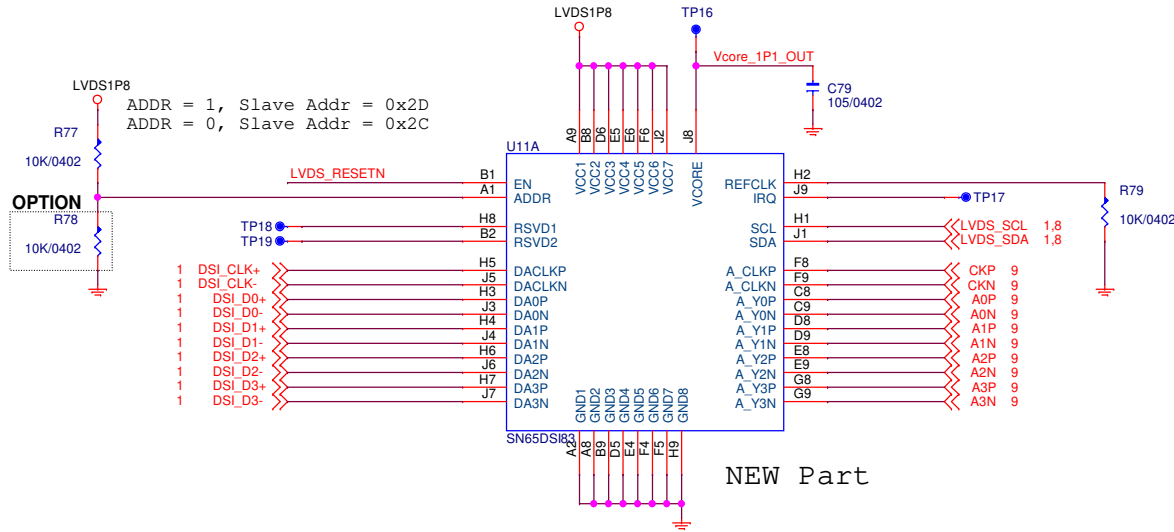 LVDS1P8
TP16
Vcore_1P1_OUT
C79
105/0402
LVDS1P8
ADDR = 1, Slave Addr = 0x2D
ADDR = 0, Slave Addr = 0x2C
R77
10K/0402
OPTION
R78
10K/0402
A9 B8 D6 E5 E6 F6 J2 J8
U11A
VCC1 VCC2 VCC3 VCC4 VCC5 VCC6 VCC7 VCORE
LVDS_RESETN B1 EN REFCLK H2
A1 ADDR IRQ J9 TP17
R79
10K/0402
TP18 H8 RSVD1 SCL H1 LVDS_SCL 1,8
TP19 B2 RSVD2 SDA J1 LVDS_SDA 1,8
1 DSI_CLK+ H5 DACLKP A_CLKP F8 CKP 9
1 DSI_CLK- J5 DACLKN A_CLKN F9 CKN 9
1 DSI_D0+ H3 DA0P A_Y0P C8 A0P 9
1 DSI_D0- J3 DA0N A_Y0N C9 A0N 9
1 DSI_D1+ H4 DA1P A_Y1P D8 A1P 9
1 DSI_D1- J4 DA1N A_Y1N D9 A1N 9
1 DSI_D2+ H6 DA2P A_Y2P E8 A2P 9
1 DSI_D2- J6 DA2N A_Y2N E9 A2N 9
1 DSI_D3+ H7 DA3P A_Y3P G8 A3P 9
1 DSI_D3- J7 DA3N A_Y3N G9 A3N 9
GND1 GND2 GND3 GND4 GND5 GND6 GND7 GND8
SN65DSI83
A2 A8 B9 D5 E4 F4 F5 H9
NEW Part